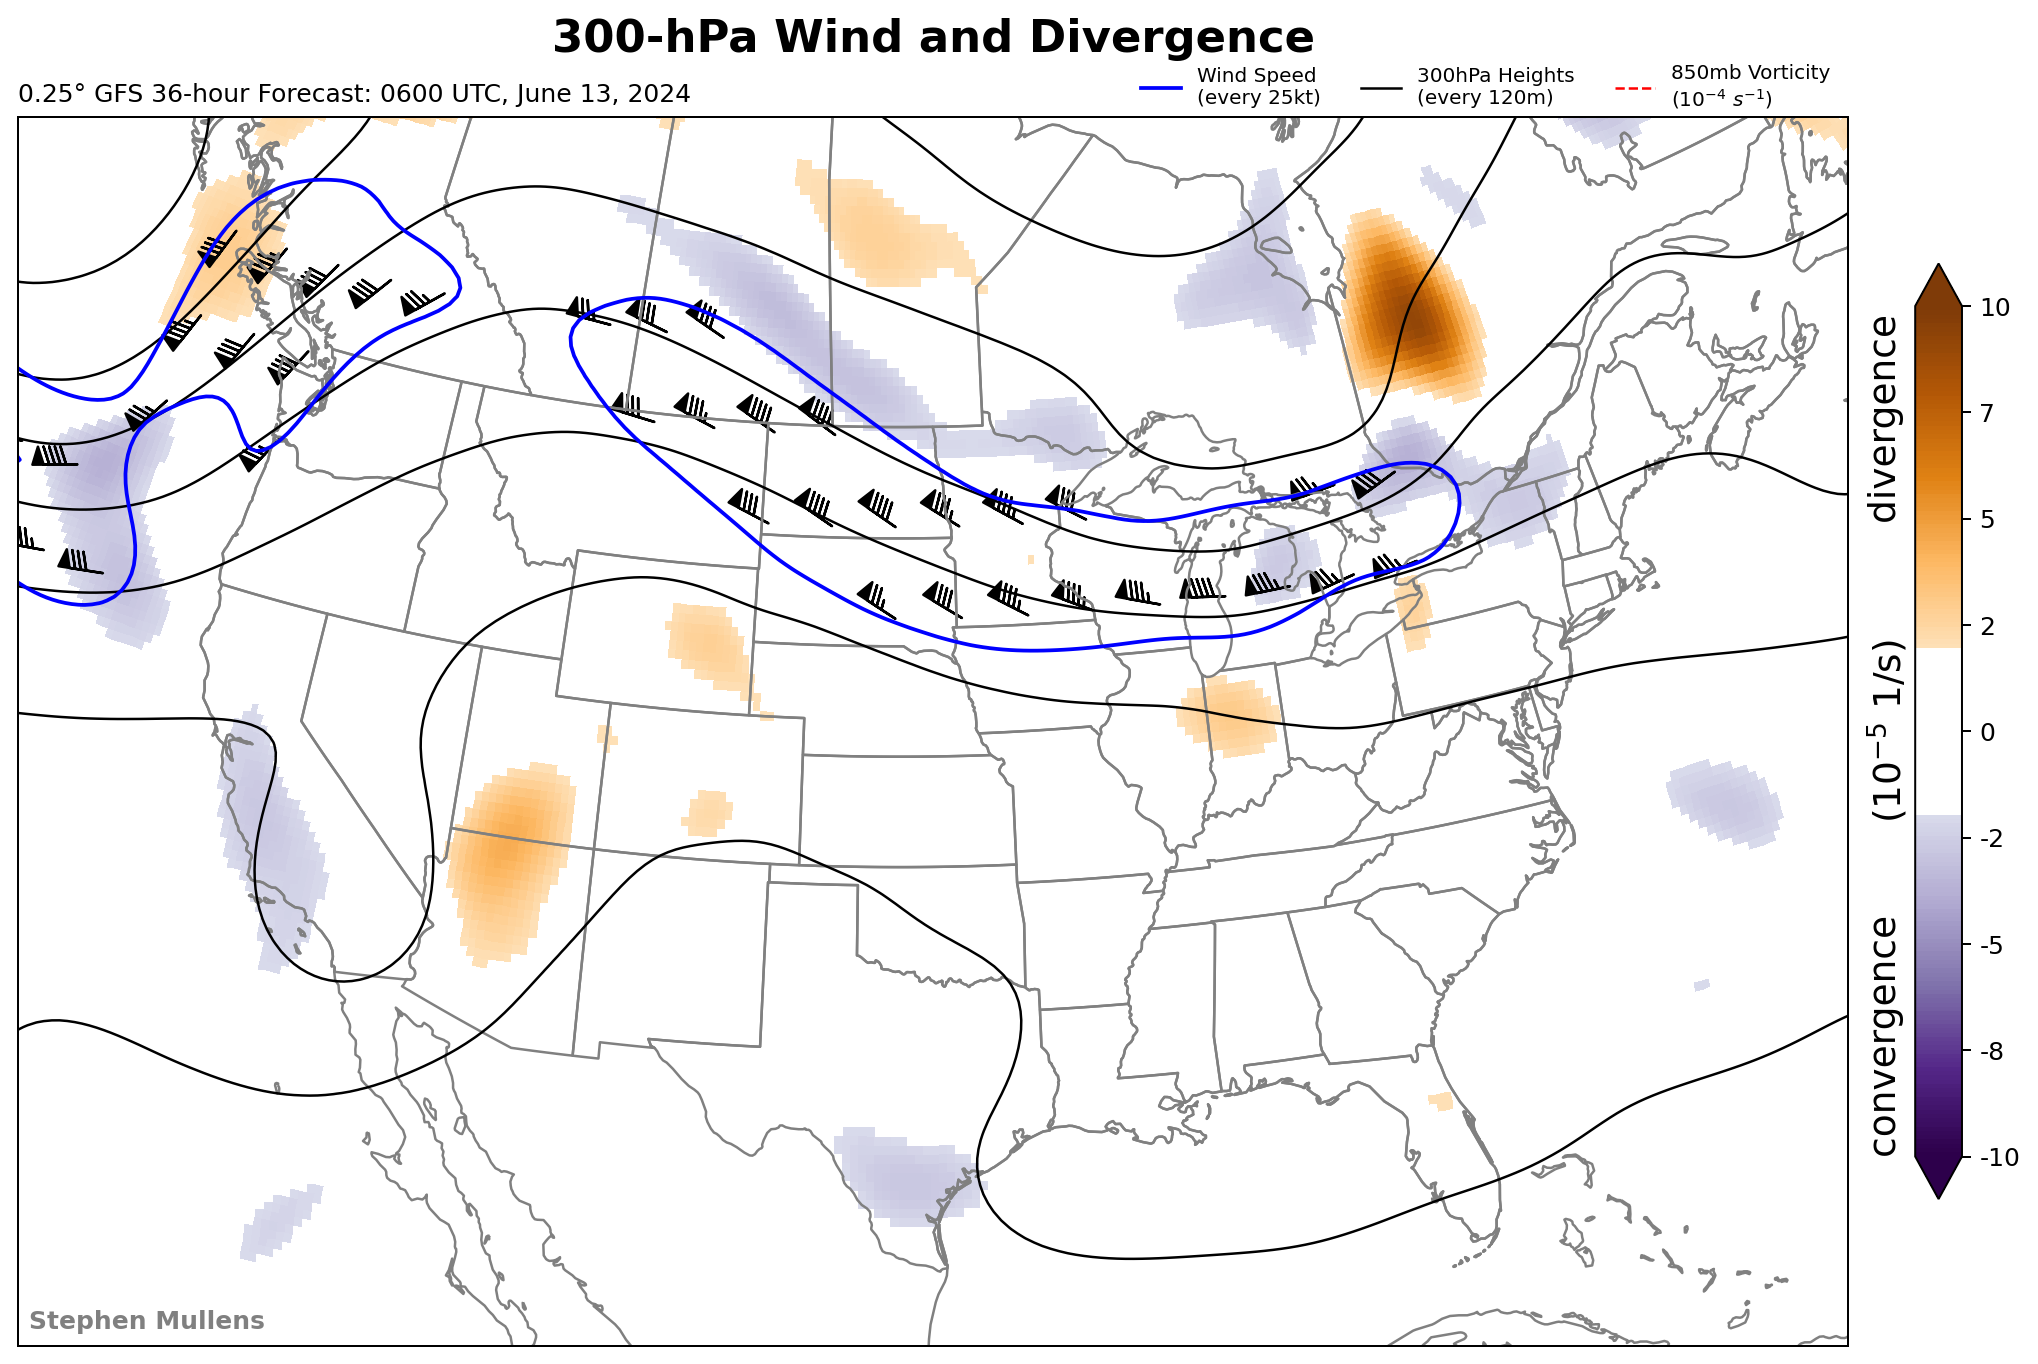 300-hPa Wind and Divergence
0.25° GFS 36-hour Forecast: 0600 UTC, June 13, 2024
Wind Speed
(every 25kt)
300hPa Heights
(every 120m)
850mb Vorticity
(10⁻⁴ s⁻¹)
10
7
5
2
0
-2
-5
-8
-10
convergence (10⁻⁵ 1/s) divergence
Stephen Mullens